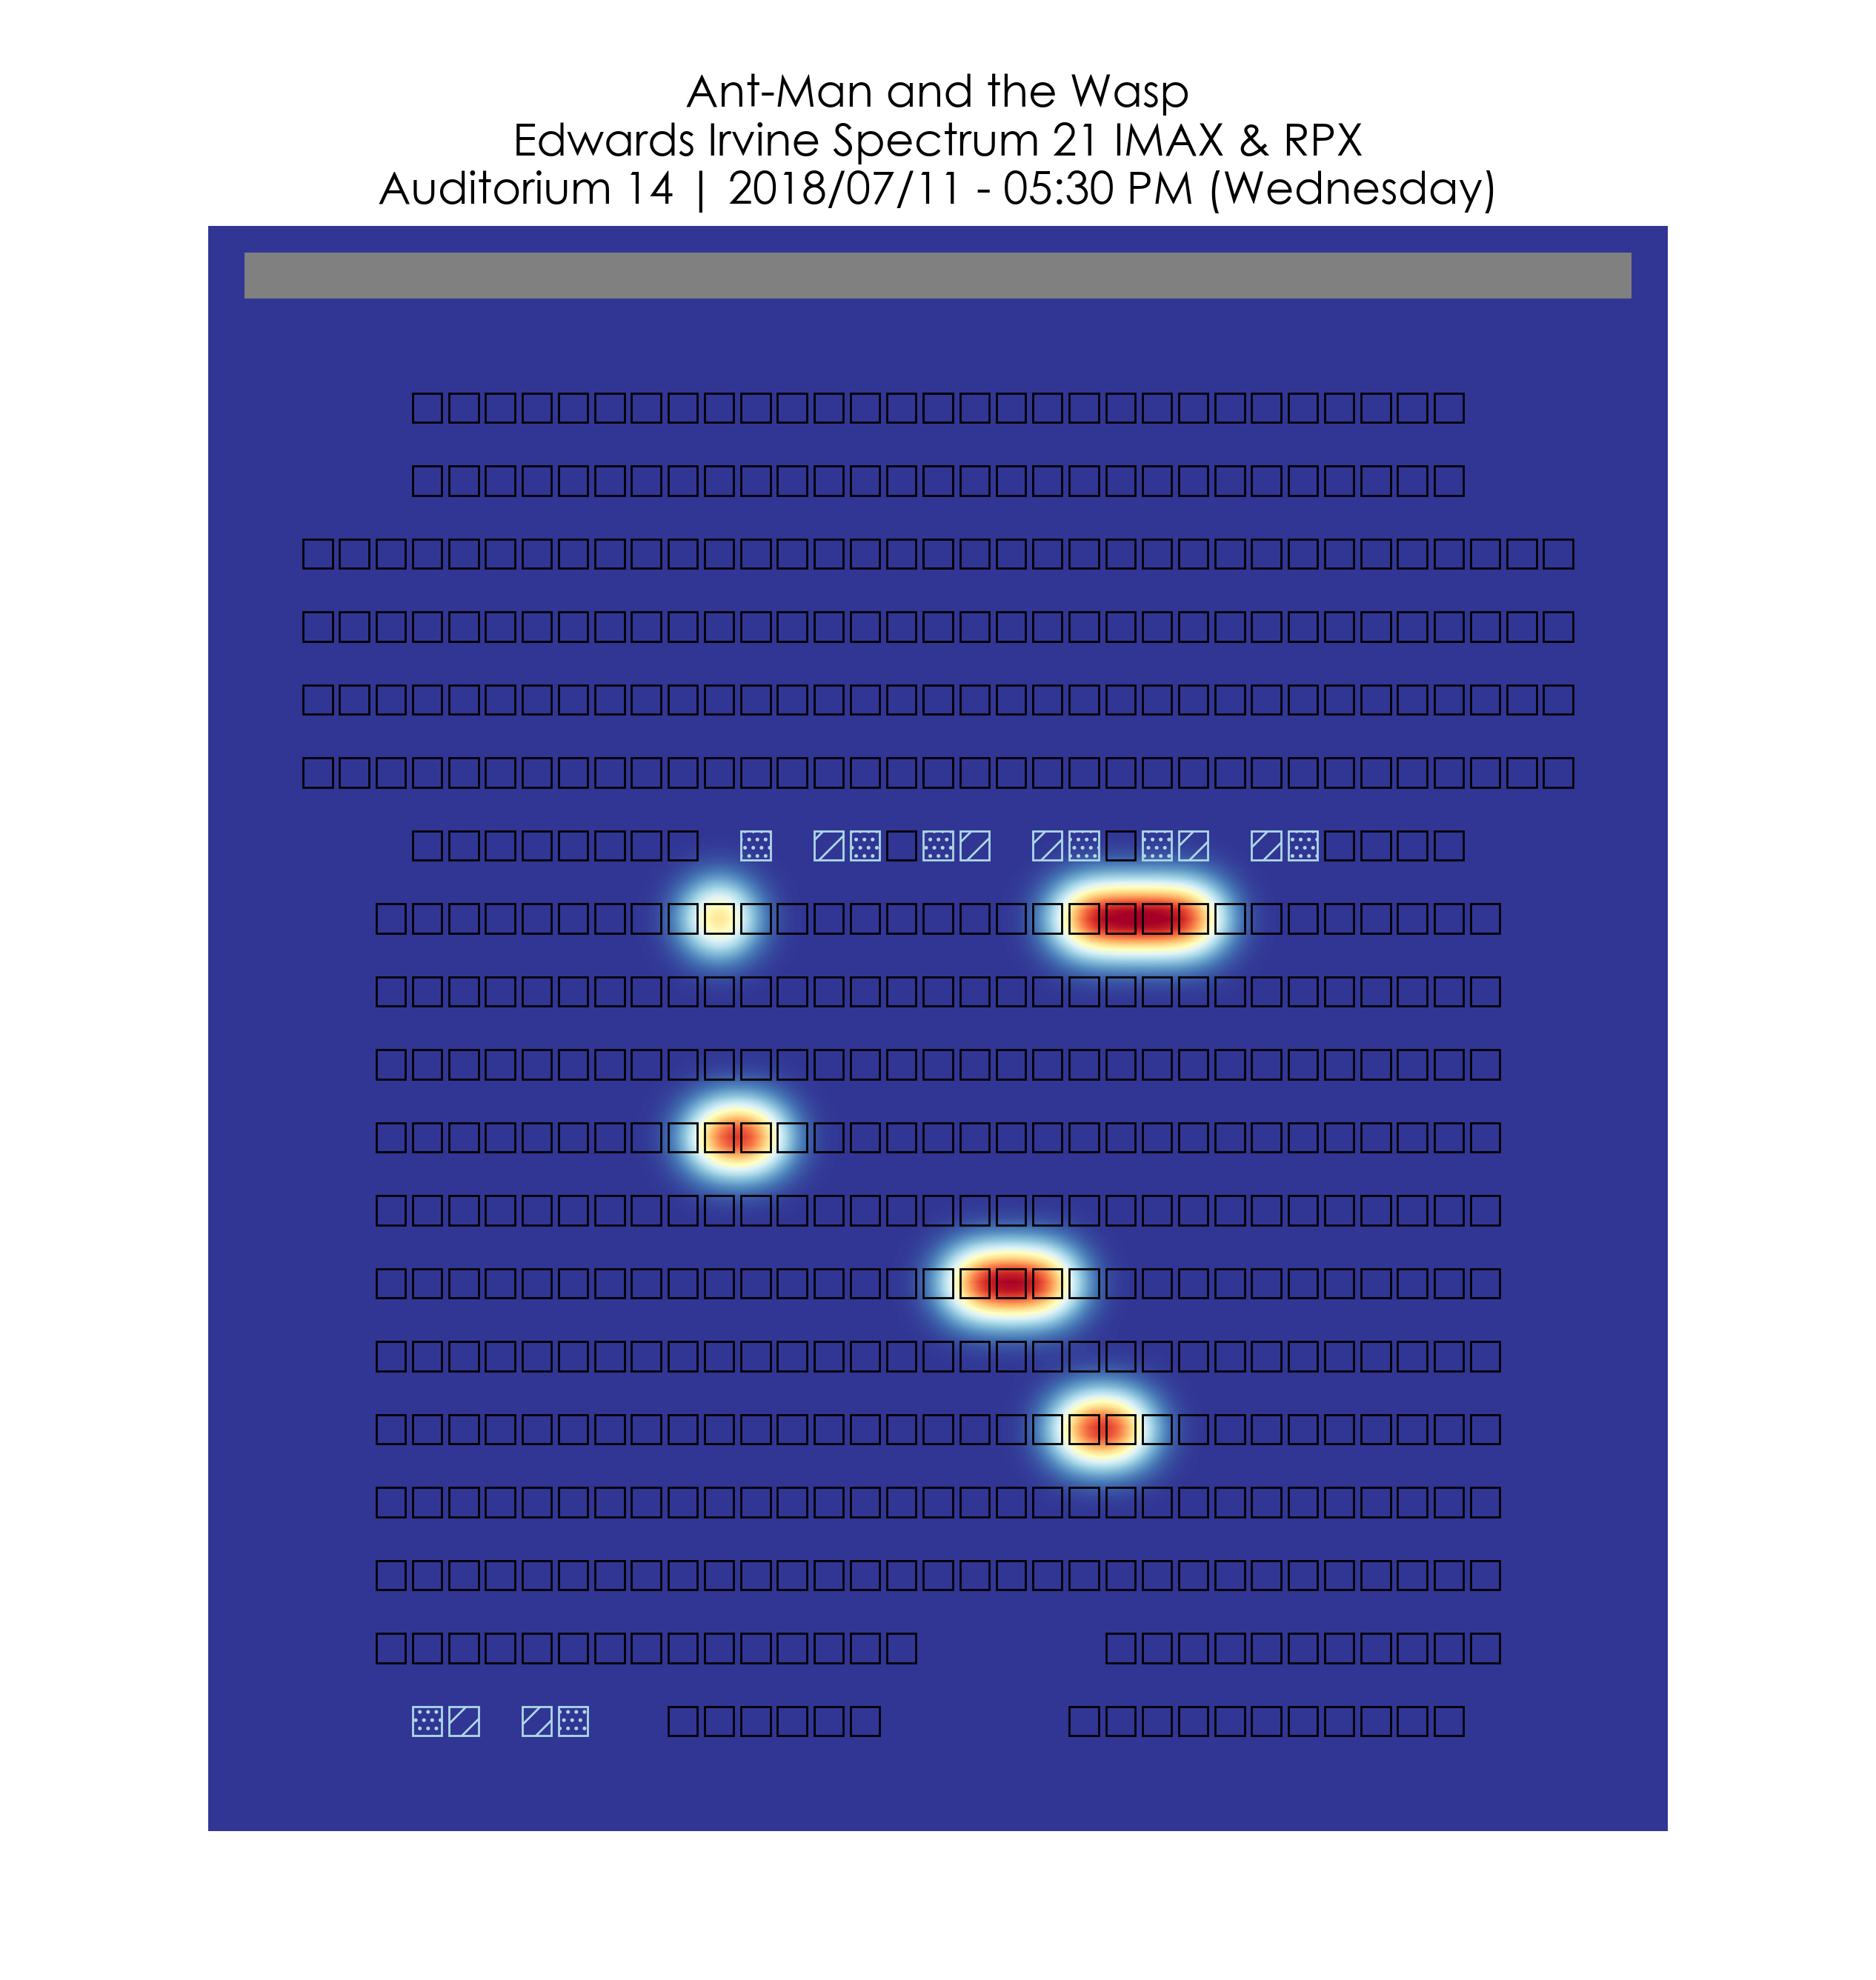 Ant-Man and the Wasp
Edwards Irvine Spectrum 21 IMAX & RPX
Auditorium 14 | 2018/07/11 - 05:30 PM (Wednesday)